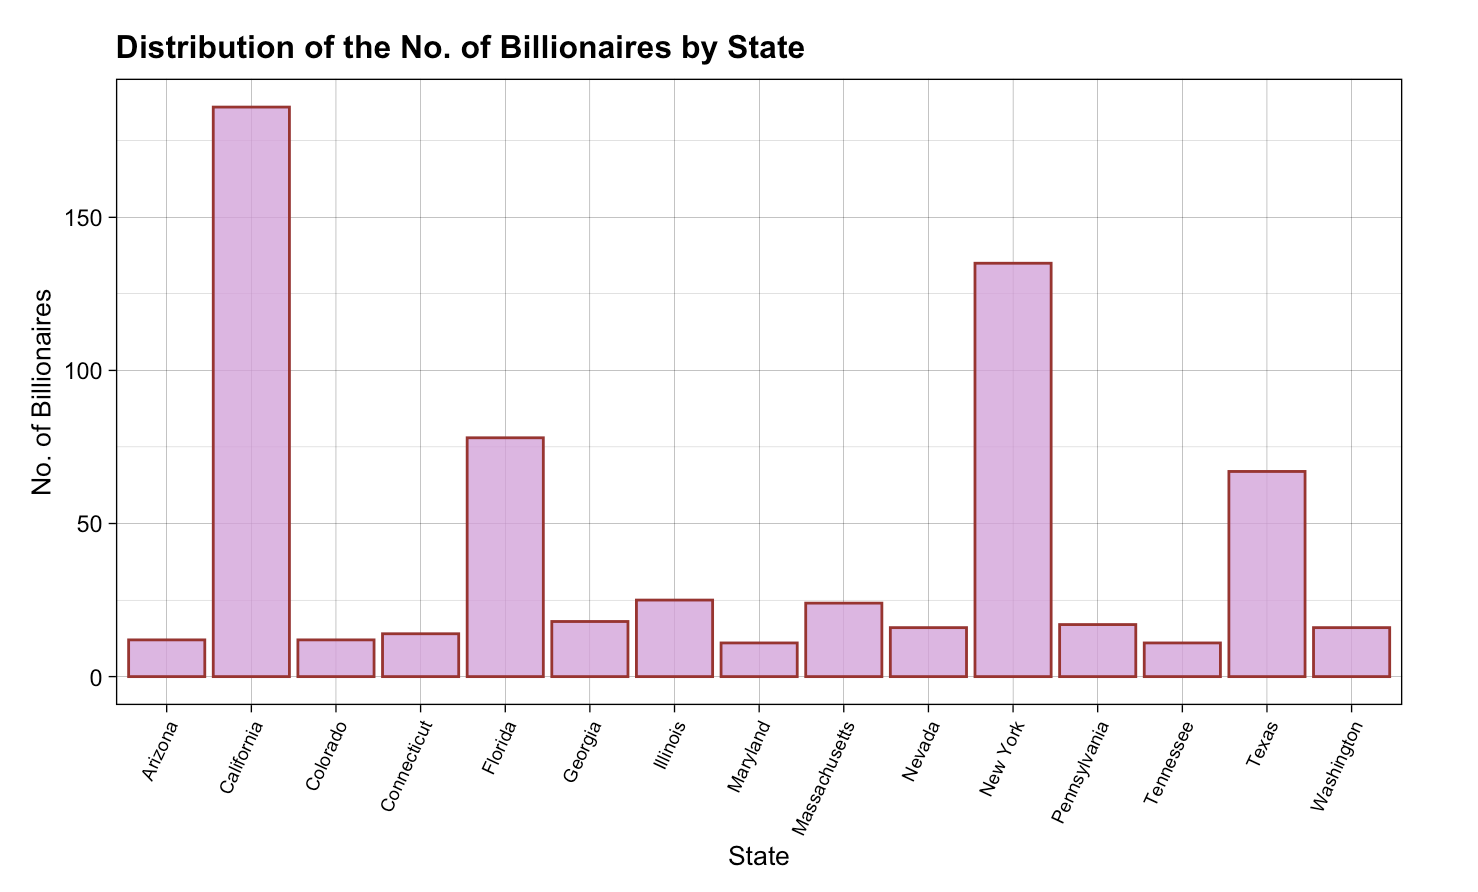 Distribution of the No. of Billionaires by State
No. of Billionaires
150
100
50
0
Arizona
California
Colorado
Connecticut
Florida
Georgia
Illinois
Maryland
Massachusetts
Nevada
New York
Pennsylvania
Tennessee
Texas
Washington
State